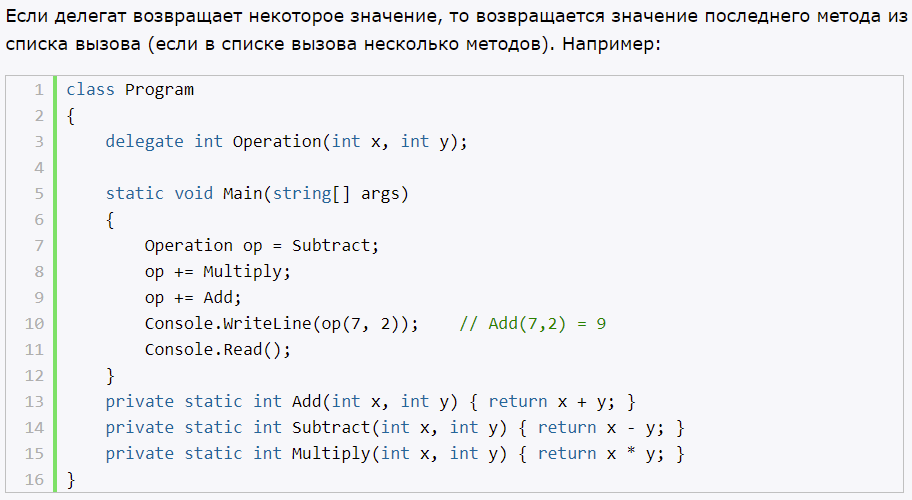 Если делегат возвращает некоторое значение, то возвращается значение последнего метода из
списка вызова (если в списке вызова несколько методов). Например:
1 class Program
2 {
3     delegate int Operation(int x, int y);
4
5     static void Main(string[] args)
6     {
7         Operation op = Subtract;
8         op += Multiply;
9         op += Add;
10         Console.WriteLine(op(7, 2));    // Add(7,2) = 9
11         Console.Read();
12     }
13     private static int Add(int x, int y) { return x + y; }
14     private static int Subtract(int x, int y) { return x - y; }
15     private static int Multiply(int x, int y) { return x * y; }
16 }